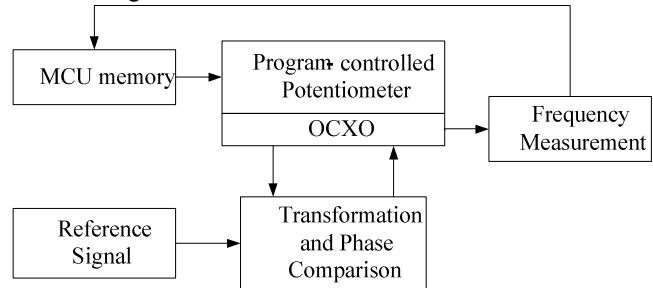 MCU memory
Program- controlled
Potentiometer
OCXO
Frequency
Measurement
Reference
Signal
Transformation
and Phase
Comparison